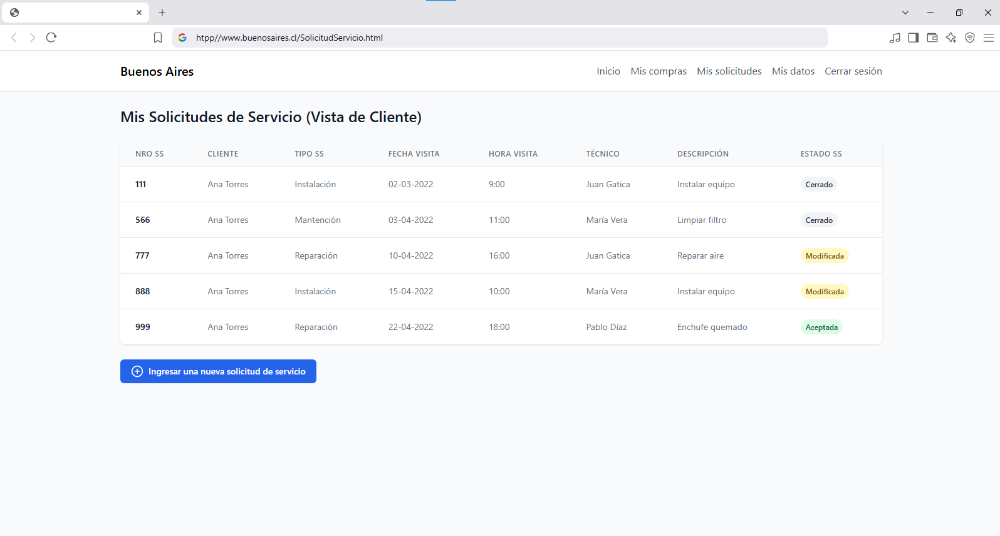 htpp//www.buenosaires.cl/SolicitudServicio.html
Buenos Aires
Inicio Mis compras Mis solicitudes Mis datos Cerrar sesión
Mis Solicitudes de Servicio (Vista de Cliente)
NRO SS CLIENTE TIPO SS FECHA VISITA HORA VISITA TÉCNICO DESCRIPCIÓN ESTADO SS
111 Ana Torres Instalación 02-03-2022 9:00 Juan Gatica Instalar equipo Cerrado
566 Ana Torres Mantención 03-04-2022 11:00 María Vera Limpiar filtro Cerrado
777 Ana Torres Reparación 10-04-2022 16:00 Juan Gatica Reparar aire Modificada
888 Ana Torres Instalación 15-04-2022 10:00 María Vera Instalar equipo Modificada
999 Ana Torres Reparación 22-04-2022 18:00 Pablo Díaz Enchufe quemado Aceptada
Ingresar una nueva solicitud de servicio